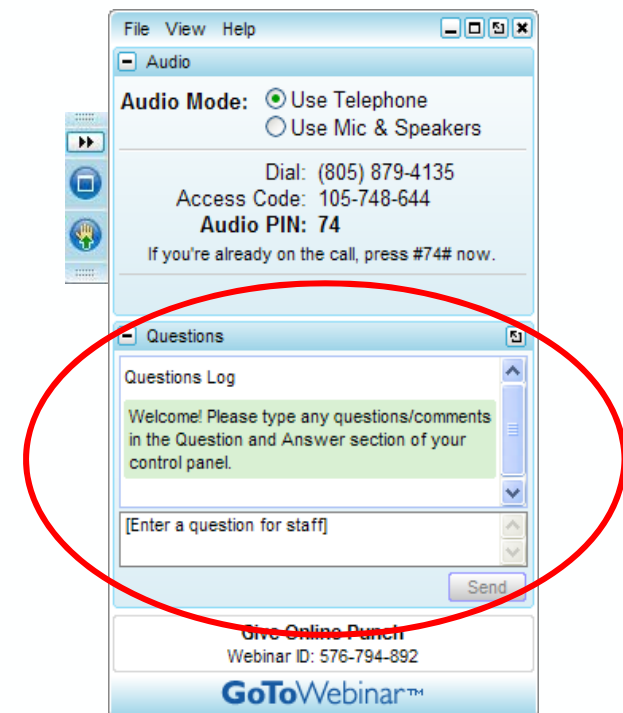 File View Help
Audio
Audio Mode: Use Telephone
Use Mic & Speakers
Dial: (805) 879-4135
Access Code: 105-748-644
Audio PIN: 74
If you're already on the call, press #74# now.
Questions
Questions Log
Welcome! Please type any questions/comments
in the Question and Answer section of your
control panel.
[Enter a question for staff]
Send
Give Online Punch
Webinar ID: 576-794-892
GoToWebinar™